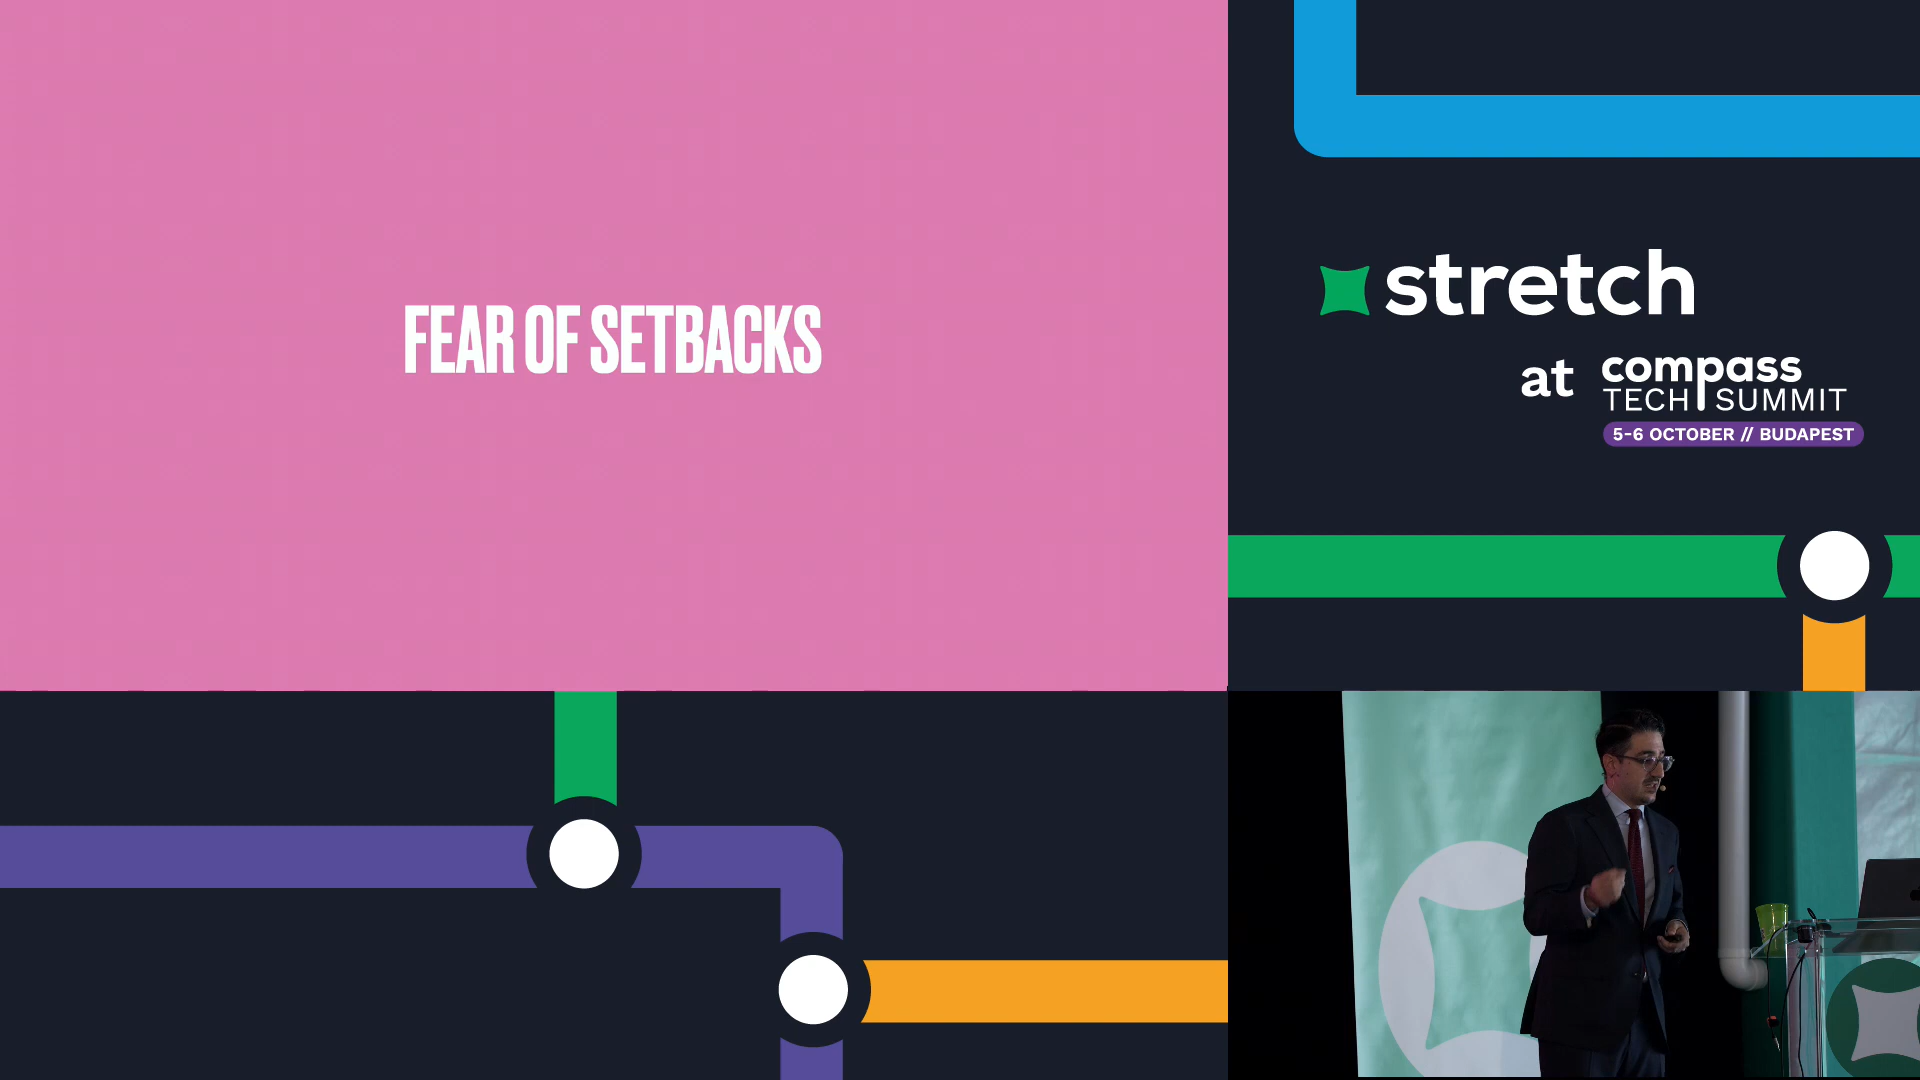 FEAR OF SETBACKS
stretch
at compass
TECH SUMMIT
5-6 OCTOBER // BUDAPEST